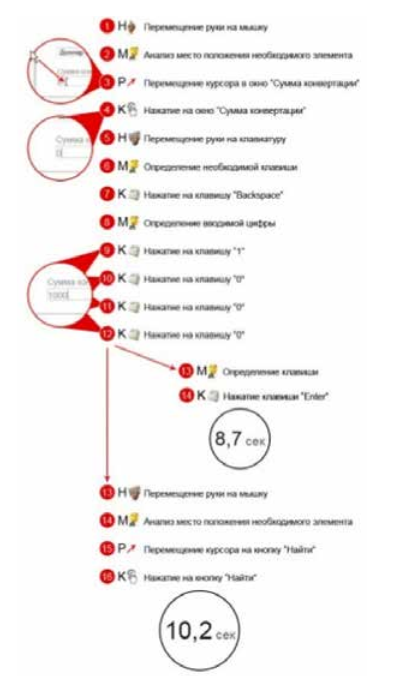 1 H Перемещение руки на мышку
2 M Анализ место положения необходимого элемента
3 P Перемещение курсора в окно "Сумма конвертации"
4 K Нажатие на окно "Сумма конвертации"
5 H Перемещение руки на клавиатуру
Сумма
0
6 M Определение необходимой клавиши
7 K Нажатие на клавишу "Backspace"
8 M Определение вводимой цифры
9 K Нажатие на клавишу "1"
10 K Нажатие на клавишу "0"
Сумма
1000
11 K Нажатие на клавишу "0"
12 K Нажатие на клавишу "0"
13 M Определение клавиши
14 K Нажатие клавиши "Enter"
8,7 сек
13 H Перемещение руки на мышку
14 M Анализ место положения необходимого элемента
15 P Перемещение курсора на кнопку "Найти"
16 K Нажатие на кнопку "Найти"
10,2 сек